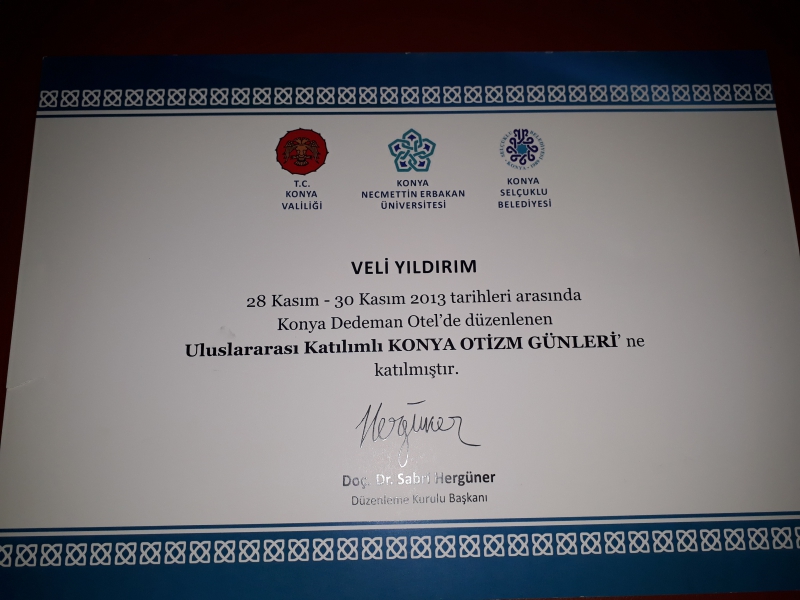 T.C.
KONYA
VALİLİĞİ
KONYA
NECMETTİN ERBAKAN
ÜNİVERSİTESİ
KONYA
SELÇUKLU
BELEDİYESİ
VELİ YILDIRIM
28 Kasım - 30 Kasım 2013 tarihleri arasında
Konya Dedeman Otel'de düzenlenen
Uluslararası Katılımlı KONYA OTİZM GÜNLERİ' ne
katılmıştır.
Hergüner
Doç. Dr. Sabri Hergüner
Düzenleme Kurulu Başkanı